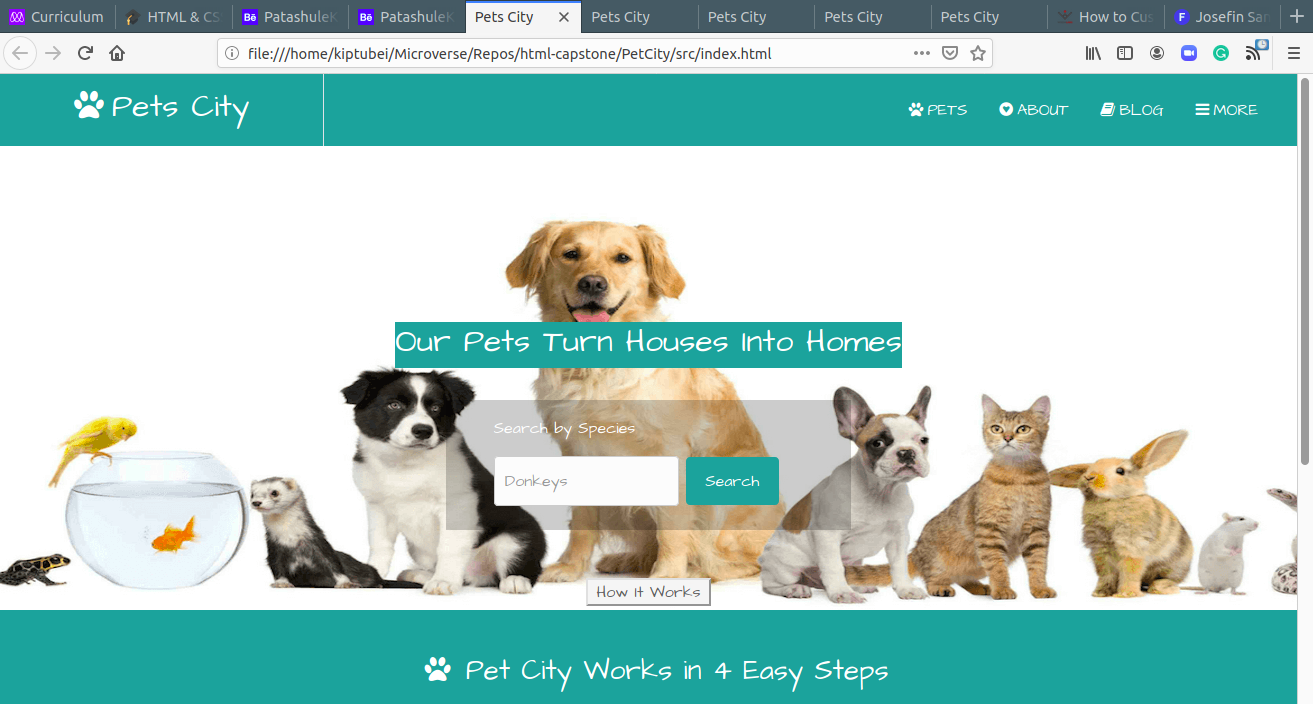 Curriculum HTML & CS PatashuleK PatashuleK Pets City Pets City Pets City Pets City Pets City How to Cus Josefin San
file:///home/kiptubei/Microverse/Repos/html-capstone/PetCity/src/index.html
Pets City PETS ABOUT BLOG MORE
Our Pets Turn Houses Into Homes
Search by Species
Donkeys Search
How It Works
Pet City Works in 4 Easy Steps